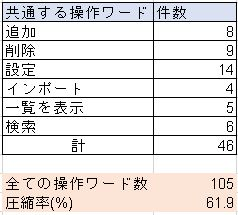 共通する操作ワード 件数
追加 8
削除 9
設定 14
インポート 4
一覧を表示 5
検索 6
計 46
全ての操作ワード数 105
圧縮率(%) 61.9